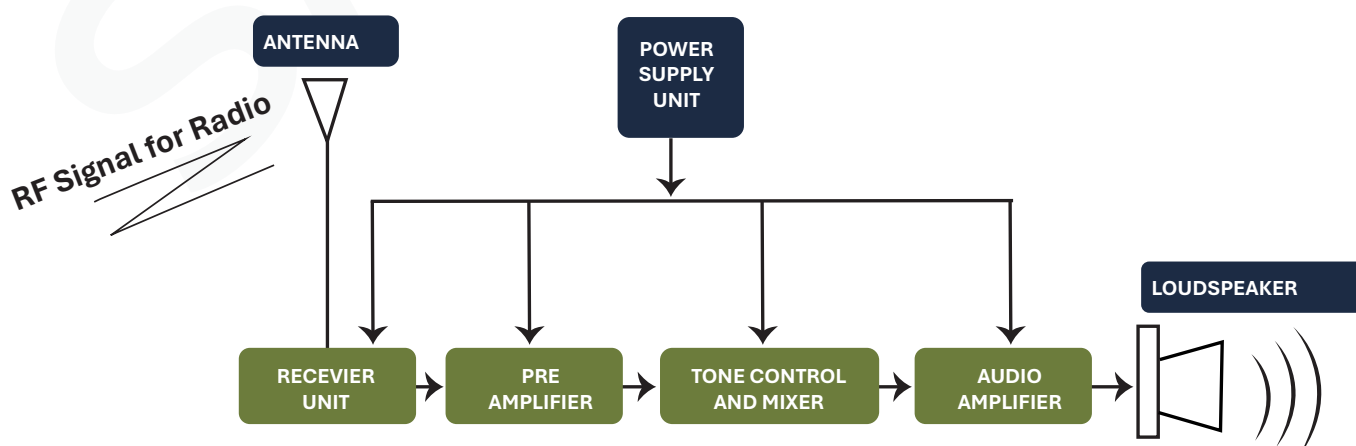 ANTENNA
POWER
SUPPLY
UNIT
RF Signal for Radio
LOUDSPEAKER
RECEVIER
UNIT
PRE
AMPLIFIER
TONE CONTROL
AND MIXER
AUDIO
AMPLIFIER